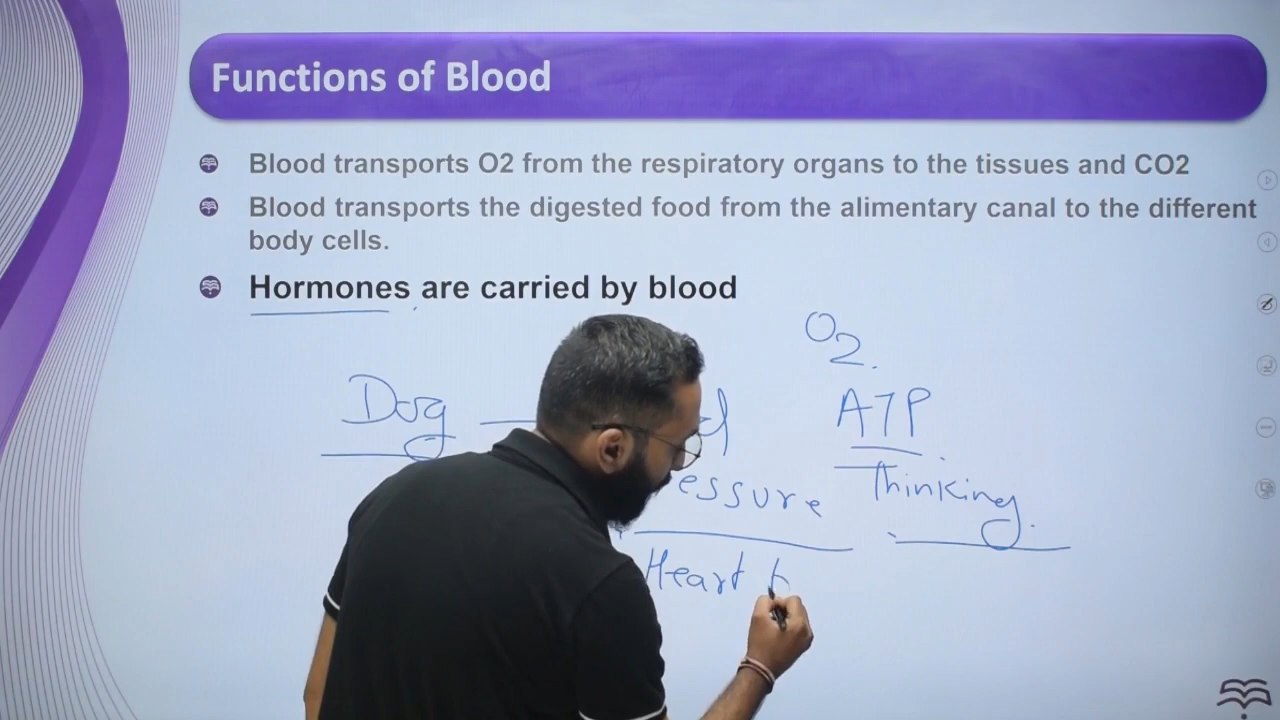 Functions of Blood
Blood transports O2 from the respiratory organs to the tissues and CO2
Blood transports the digested food from the alimentary canal to the different
body cells.
Hormones are carried by blood
O2.
Dog
ATP
Thinking.
Heart